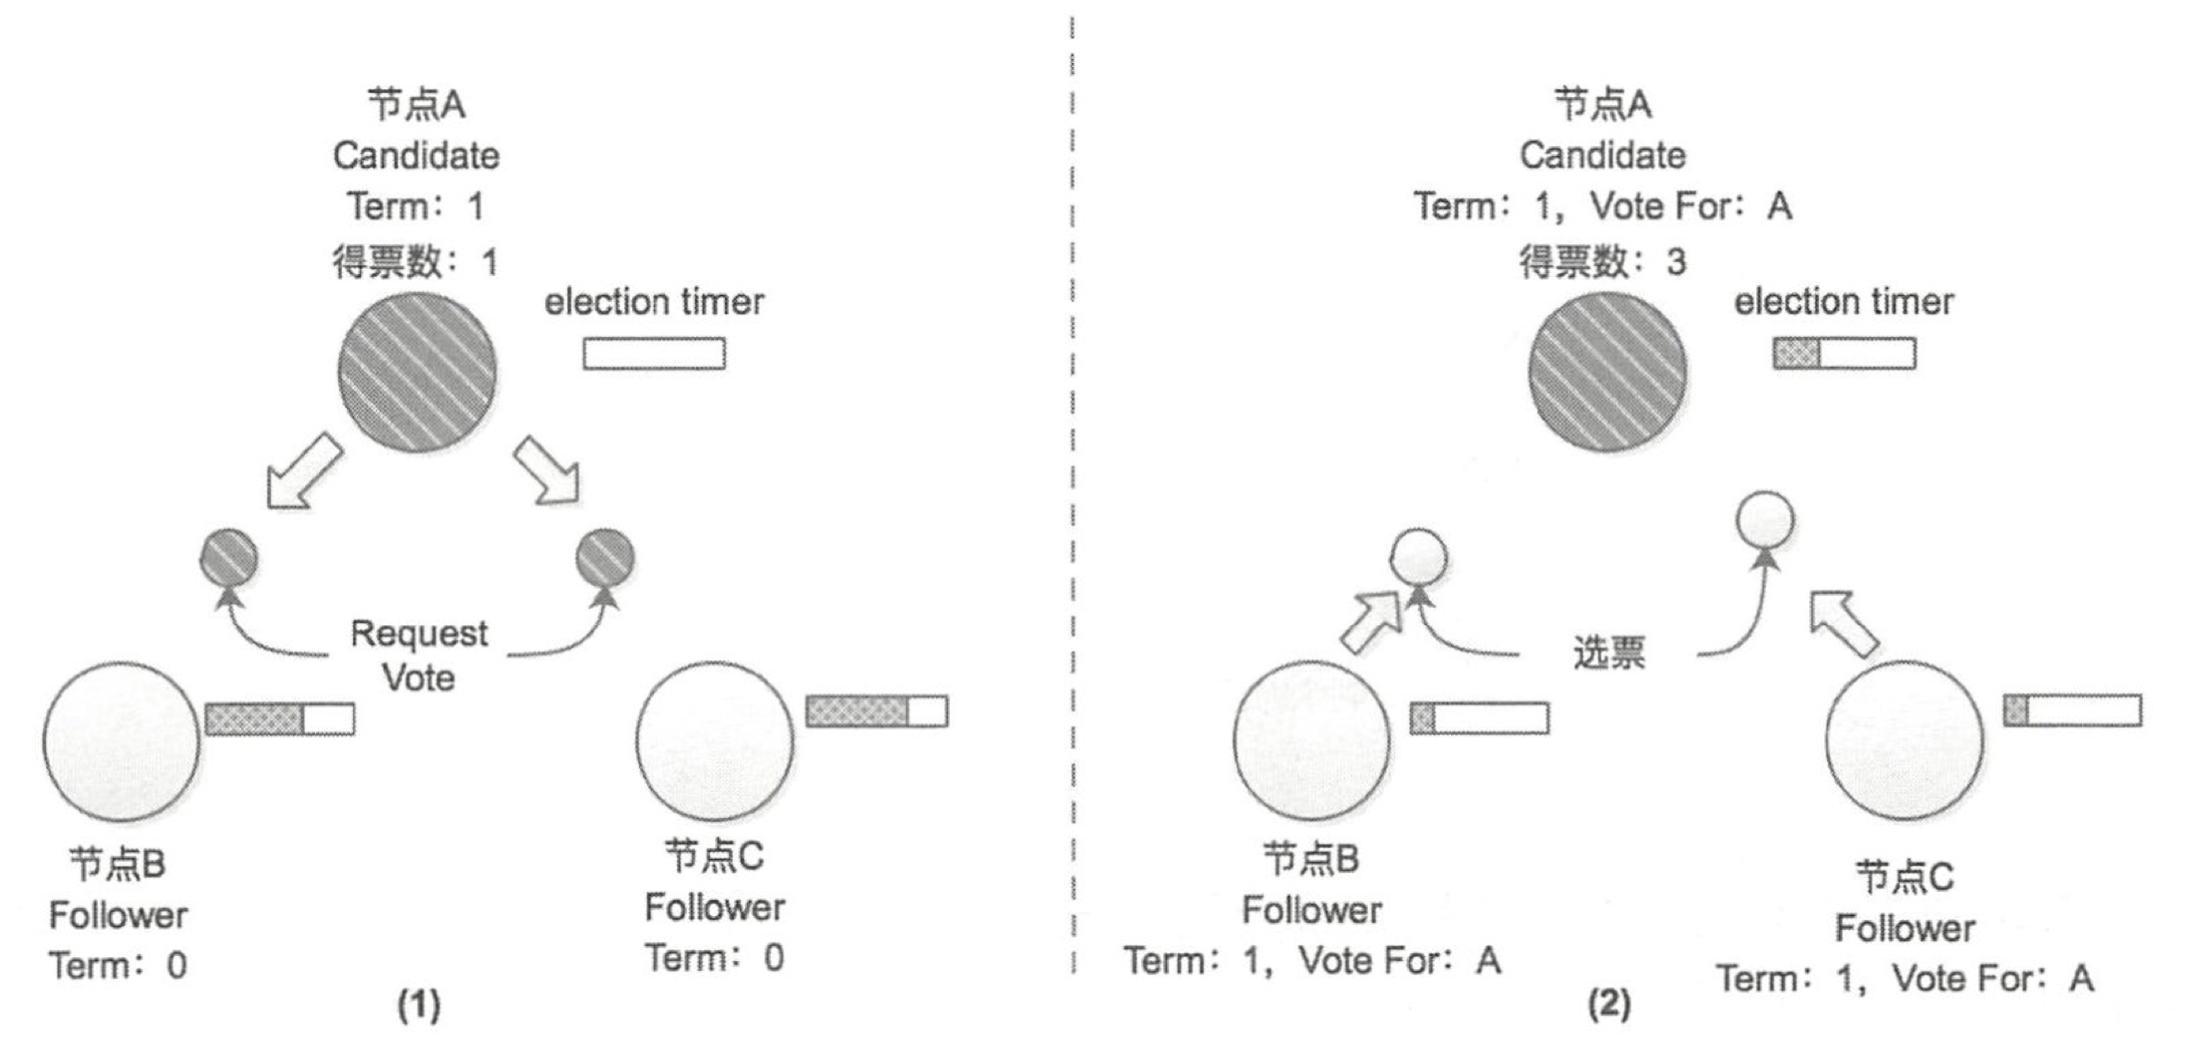 节点A
Candidate
Term：1
得票数：1
election timer
Request
Vote
节点B
Follower
Term：0
节点C
Follower
Term：0
(1)
节点A
Candidate
Term：1，Vote For：A
得票数：3
election timer
选票
节点B
Follower
Term：1，Vote For：A
节点C
Follower
Term：1，Vote For：A
(2)